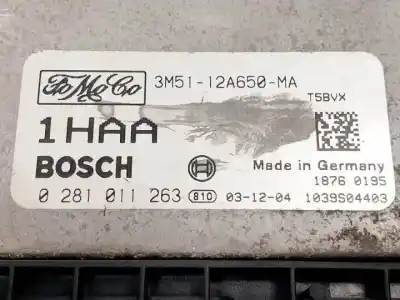 FoMoCo 3M51-12A650-MA
T5BVX
1HAA
BOSCH Made in Germany
1876 0195
0 281 011 263 B10 03-12-04 1039S04403